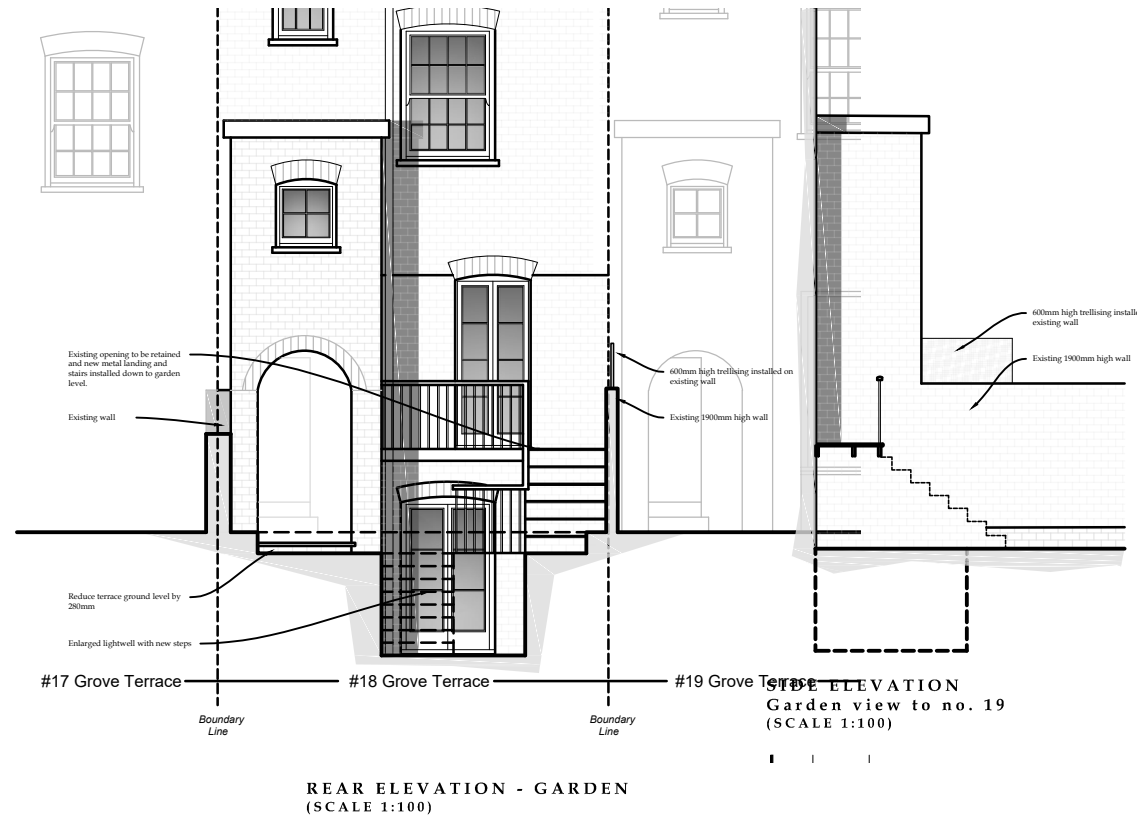 600mm high trellising installe
existing wall
Existing opening to be retained
and new metal landing and
stairs installed down to garden
level.
Existing 1900mm high wall
600mm high trellising installed on
existing wall
Existing wall
Existing 1900mm high wall
Reduce terrace ground level by
280mm
Enlarged lightwell with new steps
#17 Grove Terrace
#18 Grove Terrace
#19 Grove Terrace
SIDE ELEVATION
Garden view to no. 19
(SCALE 1:100)
Boundary
Line
Boundary
Line
REAR ELEVATION - GARDEN
(SCALE 1:100)